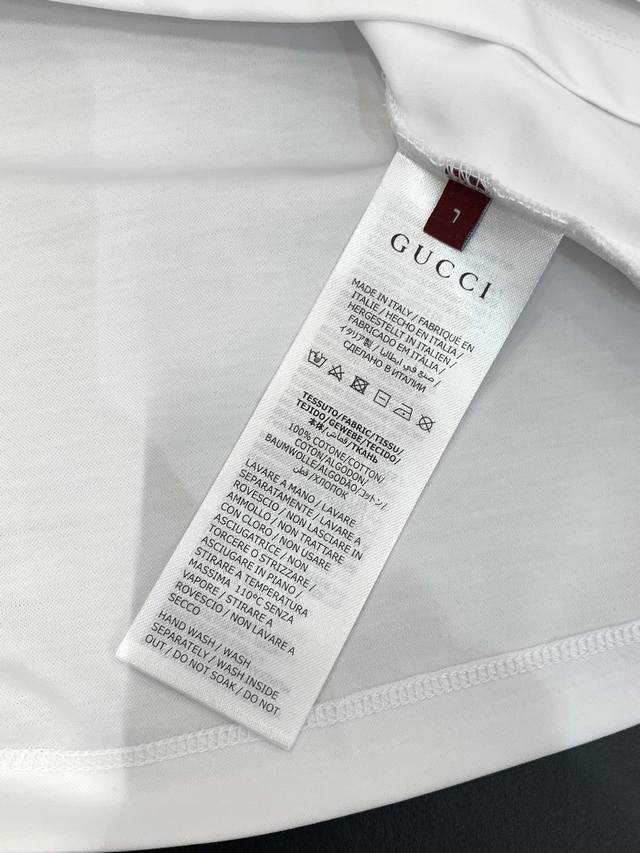 L
GUCCI
MADE IN ITALY / FABRIQUÉ EN
ITALIE / HECHO EN ITALIA /
HERGESTELLT IN ITALIEN /
FABRICADO EM ITÁLIA /
イタリア製 / صنع في ايطاليا /
СДЕЛАНО В ИТАЛИИ
TESSUTO/FABRIC/TISSU/
TEJIDO/GEWEBE/TECIDO/
本体/قماش/ТКАНЬ
100% COTONE/COTTON/
COTON/ALGODON/
BAUMWOLLE/ALGODÃO/コットン/
قطن/ХЛОПОК
LAVARE A MANO / LAVARE
SEPARATAMENTE / LAVARE A
ROVESCIO / NON LASCIARE IN
AMMOLLO / NON TRATTARE
CON CLORO / NON USARE
ASCIUGATRICE / NON
TORCERE O STRIZZARE /
ASCIUGARE IN PIANO /
STIRARE A TEMPERATURA
MASSIMA 110°C SENZA
VAPORE / STIRARE A
ROVESCIO / NON LAVARE A
SECCO
HAND WASH / WASH
SEPARATELY / WASH INSIDE
OUT / DO NOT SOAK / DO NOT